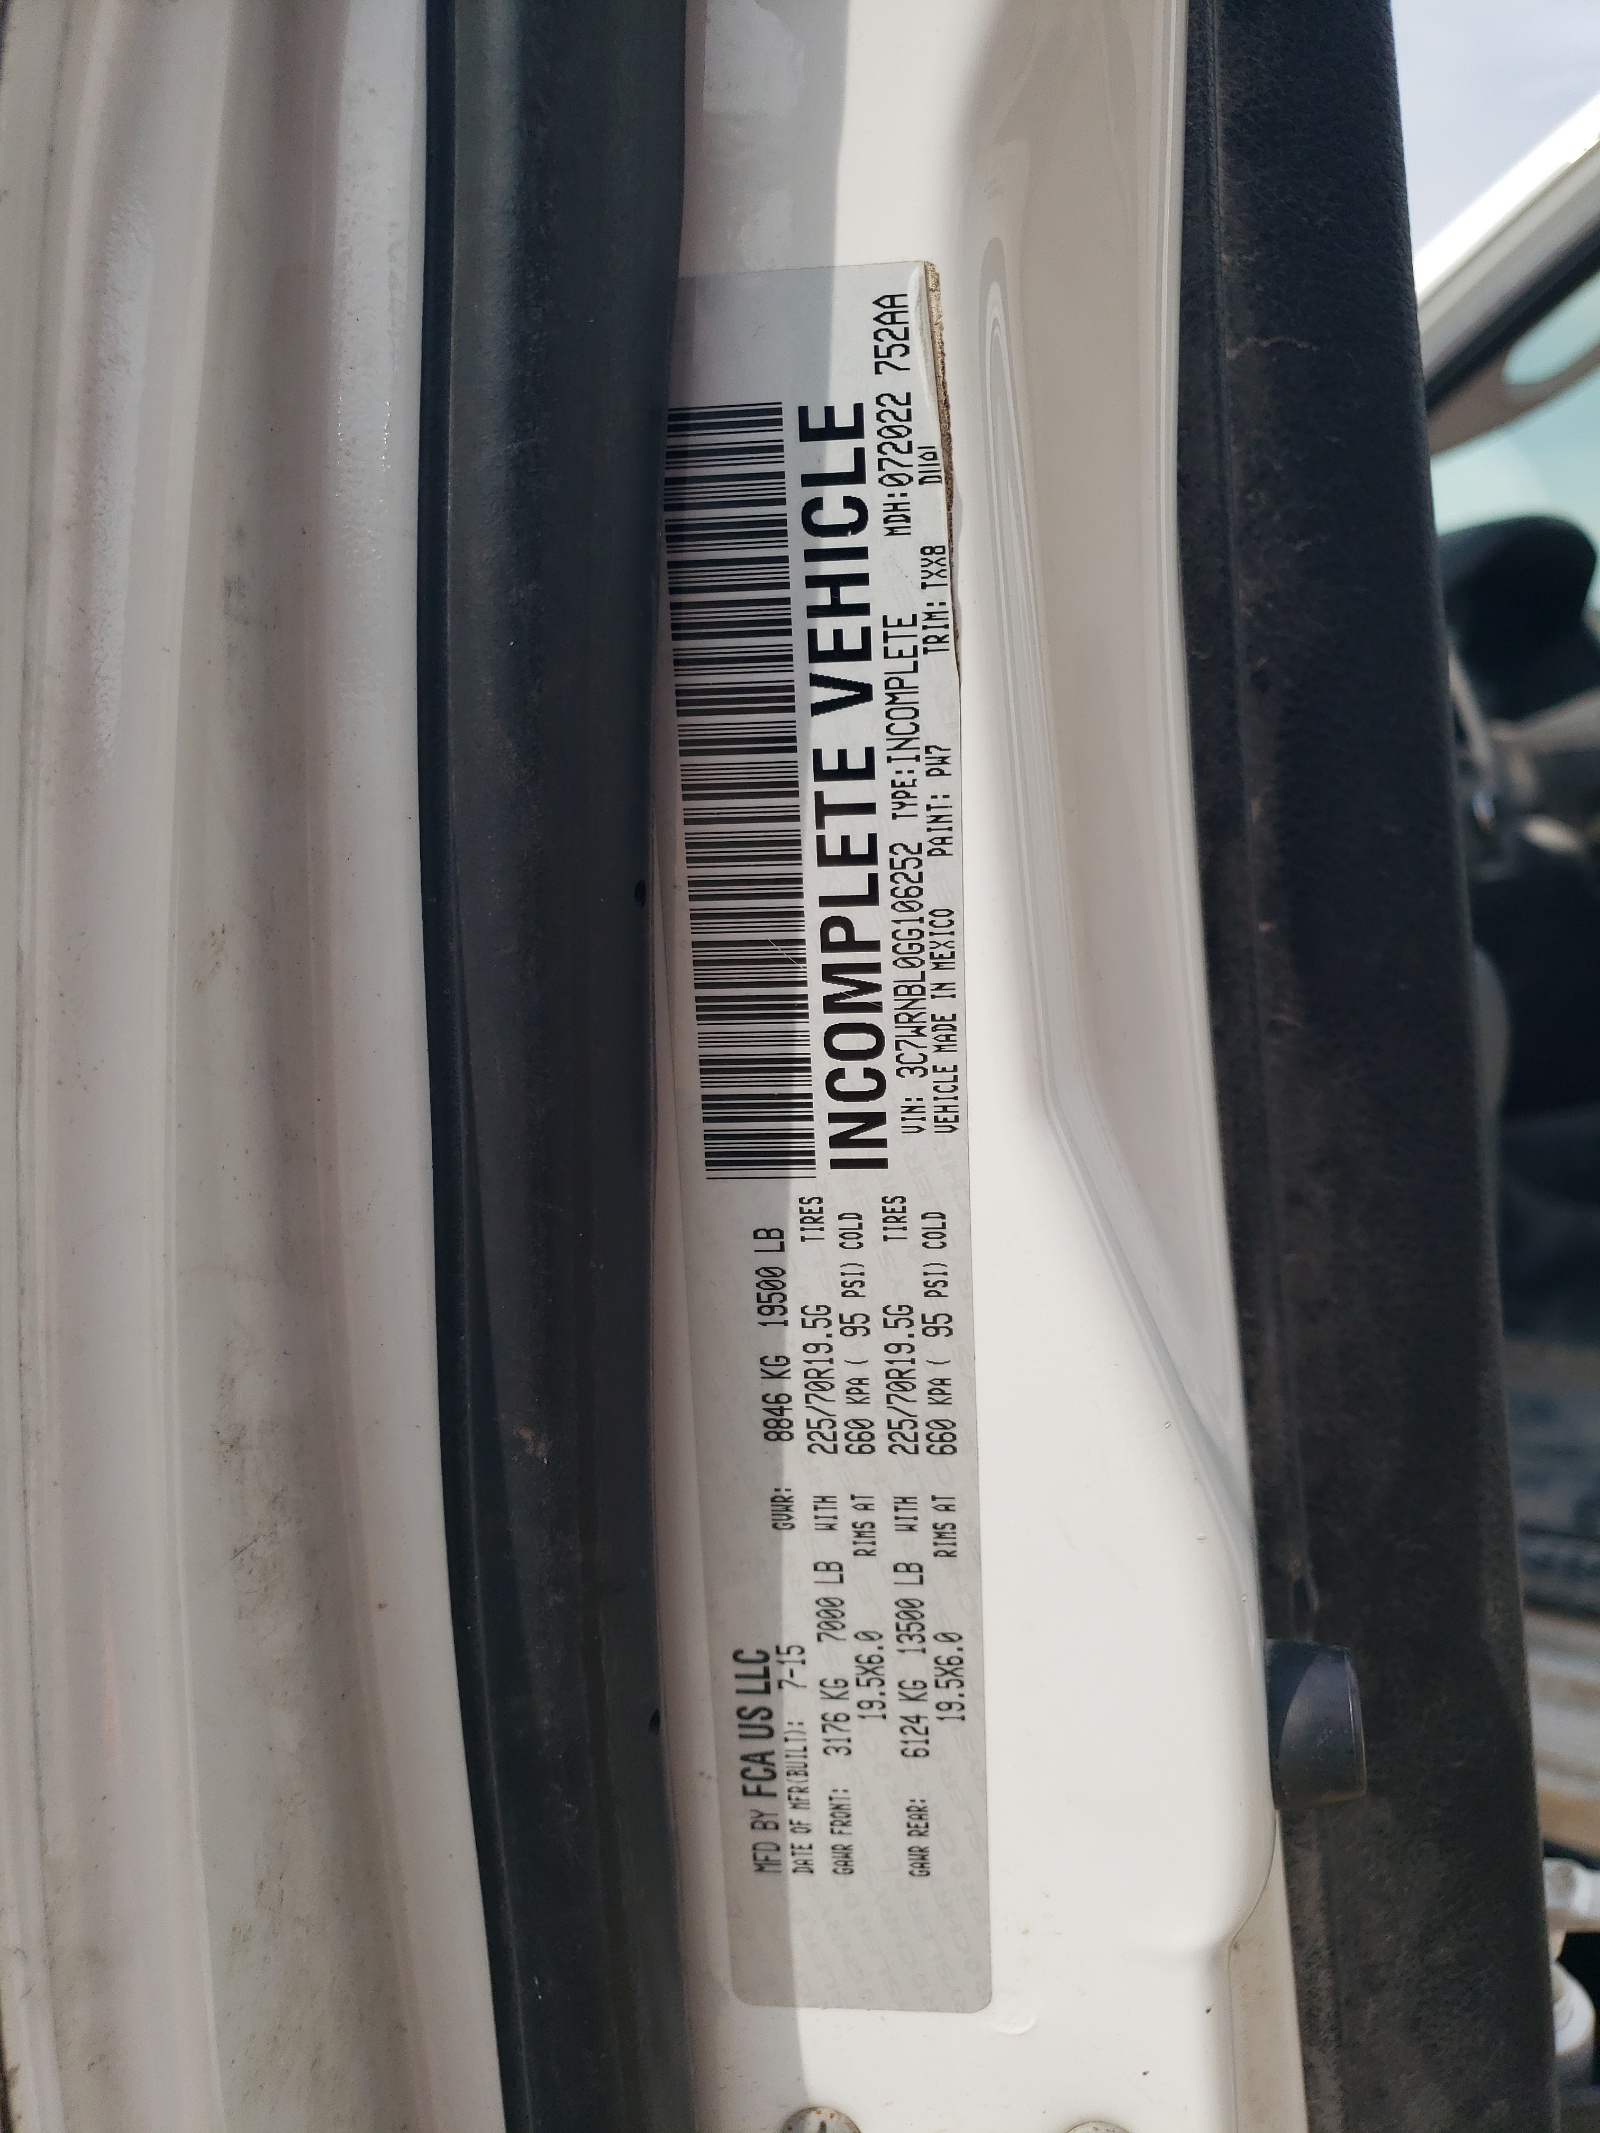 MFD BY FCA US LLC
DATE OF MFR(BUILT): 7-15 GVWR: 8846 KG 19500 LB
GAWR FRONT: 3176 KG 7000 LB WITH 225/70R19.5G TIRES
19.5X6.0 RIMS AT 660 KPA ( 95 PSI) COLD
GAWR REAR: 6124 KG 13500 LB WITH 225/70R19.5G TIRES
19.5X6.0 RIMS AT 660 KPA ( 95 PSI) COLD
INCOMPLETE VEHICLE
VIN: 3C7WRNBL0GG106252 TYPE:INCOMPLETE MDH:072022 752AA
VEHICLE MADE IN MEXICO PAINT: PW7 TRIM: TXX8